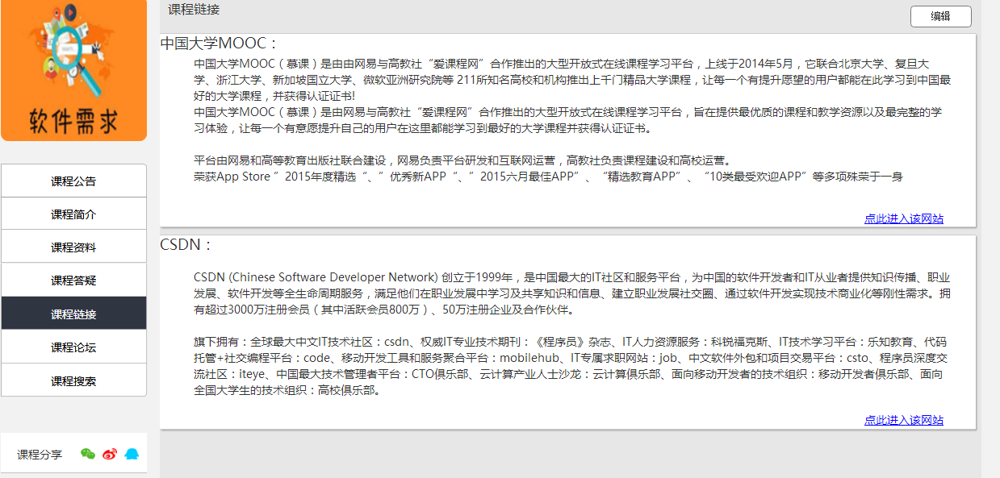 软件需求
课程公告
课程简介
课程资料
课程答疑
课程链接
课程论坛
课程搜索
课程分享
课程链接
编辑
中国大学MOOC：
中国大学MOOC（慕课）是由由网易与高教社“爱课程网”合作推出的大型开放式在线课程学习平台，上线于2014年5月，它联合北京大学、复旦大
学、浙江大学、新加坡国立大学、微软亚洲研究院等 211所知名高校和机构推出上千门精品大学课程，让每一个有提升愿望的用户都能在此学习到中国最
好的大学课程，并获得认证证书!
中国大学MOOC（慕课）是由网易与高教社“爱课程网”合作推出的大型开放式在线课程学习平台，旨在提供最优质的课程和教学资源以及最完整的学
习体验，让每一个有意愿提升自己的用户在这里都能学习到最好的大学课程并获得认证证书。
平台由网易和高等教育出版社联合建设，网易负责平台研发和互联网运营，高教社负责课程建设和高校运营。
荣获App Store ”2015年度精选“、”优秀新APP“、”2015六月最佳APP”、“精选教育APP”、“10类最受欢迎APP”等多项殊荣于一身
点此进入该网站
CSDN：
CSDN (Chinese Software Developer Network) 创立于1999年，是中国最大的IT社区和服务平台，为中国的软件开发者和IT从业者提供知识传播、职业
发展、软件开发等全生命周期服务，满足他们在职业发展中学习及共享知识和信息、建立职业发展社交圈、通过软件开发实现技术商业化等刚性需求。拥
有超过3000万注册会员（其中活跃会员800万）、50万注册企业及合作伙伴。
旗下拥有：全球最大中文IT技术社区：csdn、权威IT专业技术期刊：《程序员》杂志、IT人力资源服务：科锐福克斯、IT技术学习平台：乐知教育、代码
托管+社交编程平台：code、移动开发工具和服务聚合平台：mobilehub、IT专属求职网站：job、中文软件外包和项目交易平台：csto、程序员深度交
流社区：iteye、中国最大技术管理者平台：CTO俱乐部、云计算产业人士沙龙：云计算俱乐部、面向移动开发者的技术组织：移动开发者俱乐部、面向
全国大学生的技术组织：高校俱乐部。
点此进入该网站